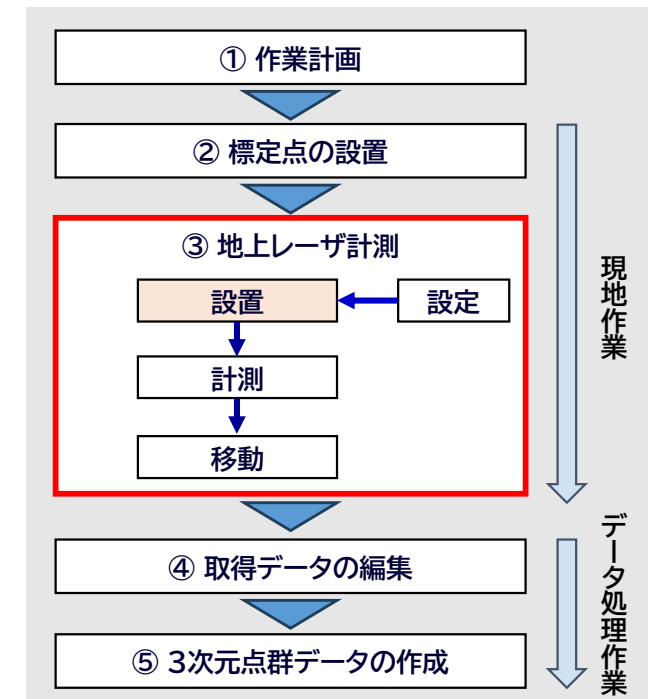 ① 作業計画
② 標定点の設置
③ 地上レーザ計測
設置
設定
計測
移動
④ 取得データの編集
⑤ 3次元点群データの作成
現地作業
データ処理作業